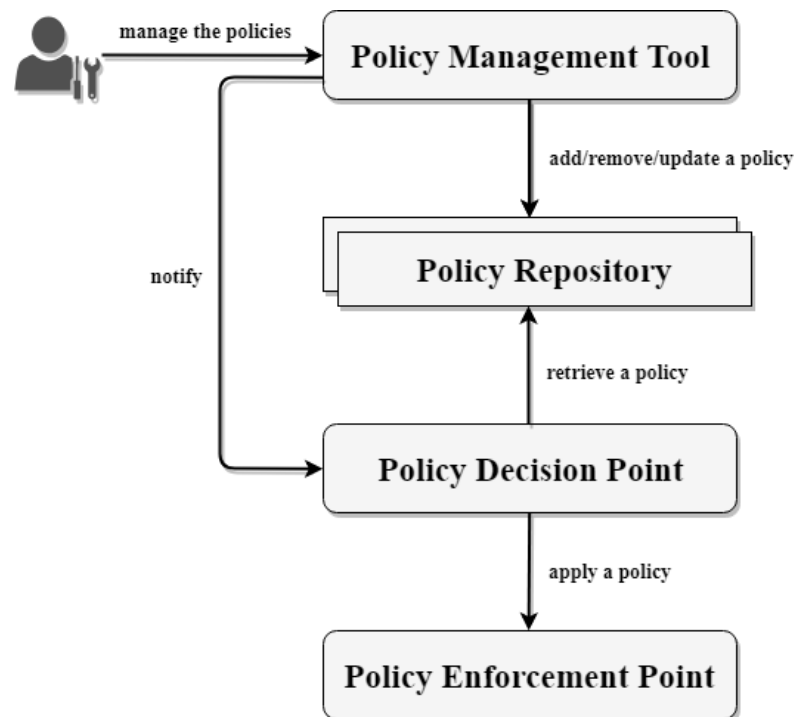 manage the policies
Policy Management Tool
add/remove/update a policy
Policy Repository
notify
retrieve a policy
Policy Decision Point
apply a policy
Policy Enforcement Point